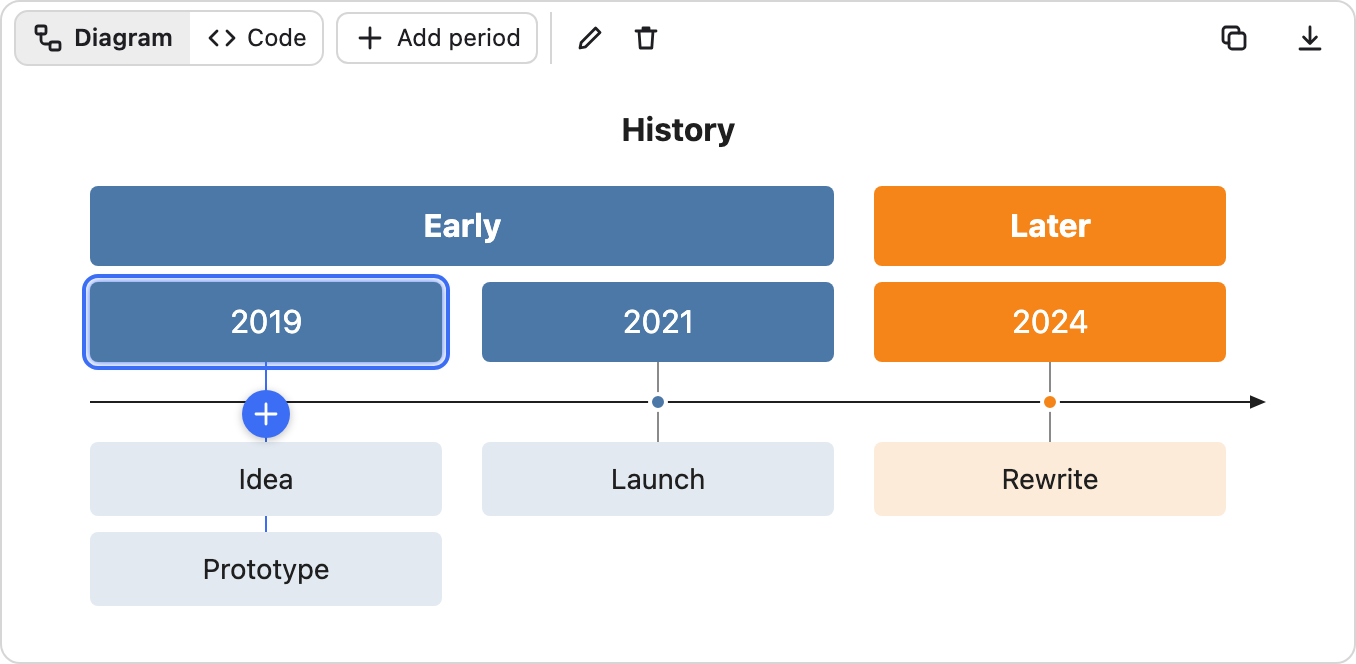 Diagram
Code
Add period
History
Early
Later
2019
2021
2024
Idea
Launch
Rewrite
Prototype